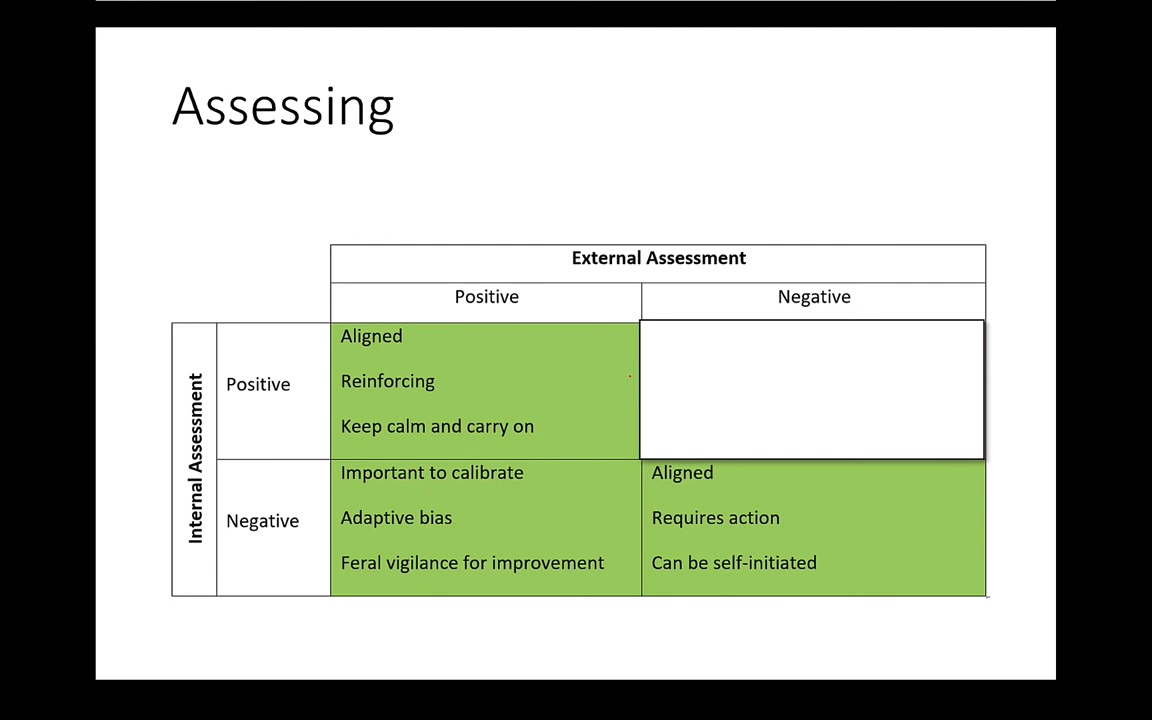 Assessing
External Assessment
Positive
Negative
Internal Assessment
Positive
Aligned
Reinforcing
Keep calm and carry on
Negative
Important to calibrate
Adaptive bias
Feral vigilance for improvement
Aligned
Requires action
Can be self-initiated